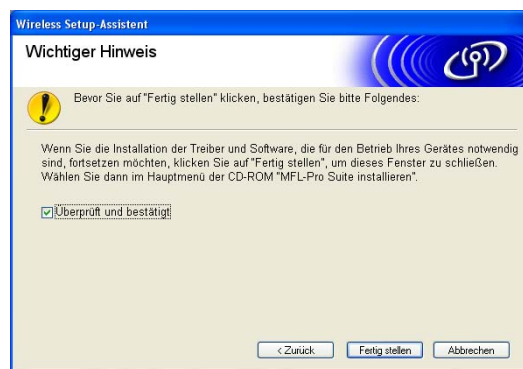 Wireless Setup-Assistent
Wichtiger Hinweis
Bevor Sie auf "Fertig stellen" klicken, bestätigen Sie bitte Folgendes:
Wenn Sie die Installation der Treiber und Software, die für den Betrieb Ihres Gerätes notwendig
sind, fortsetzen möchten, klicken Sie auf "Fertig stellen", um dieses Fenster zu schließen.
Wählen Sie dann im Hauptmenü der CD-ROM "MFL-Pro Suite installieren".
Überprüft und bestätigt
< Zurück
Fertig stellen
Abbrechen